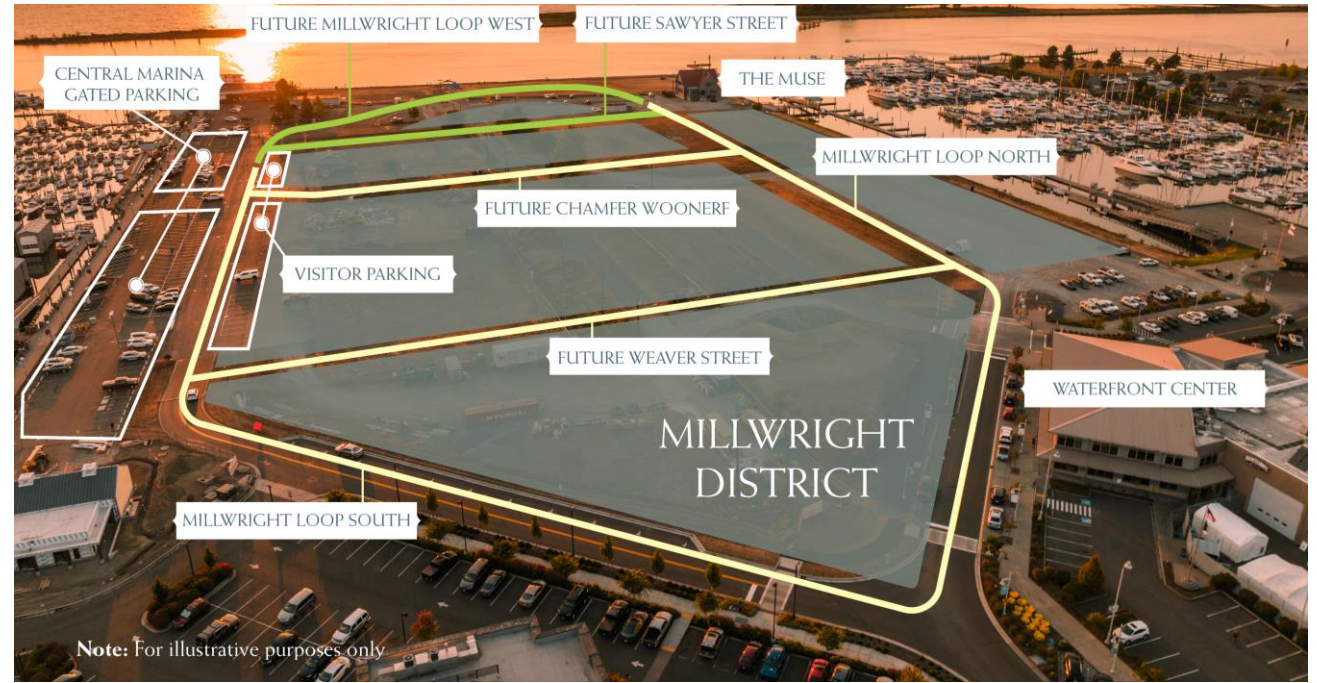 FUTURE MILLWRIGHT LOOP WEST
FUTURE SAWYER STREET
CENTRAL MARINA
GATED PARKING
THE MUSE
MILLWRIGHT LOOP NORTH
FUTURE CHAMFER WOONERF
VISITOR PARKING
FUTURE WEAVER STREET
WATERFRONT CENTER
MILLWRIGHT
DISTRICT
MILLWRIGHT LOOP SOUTH
Note: For illustrative purposes only